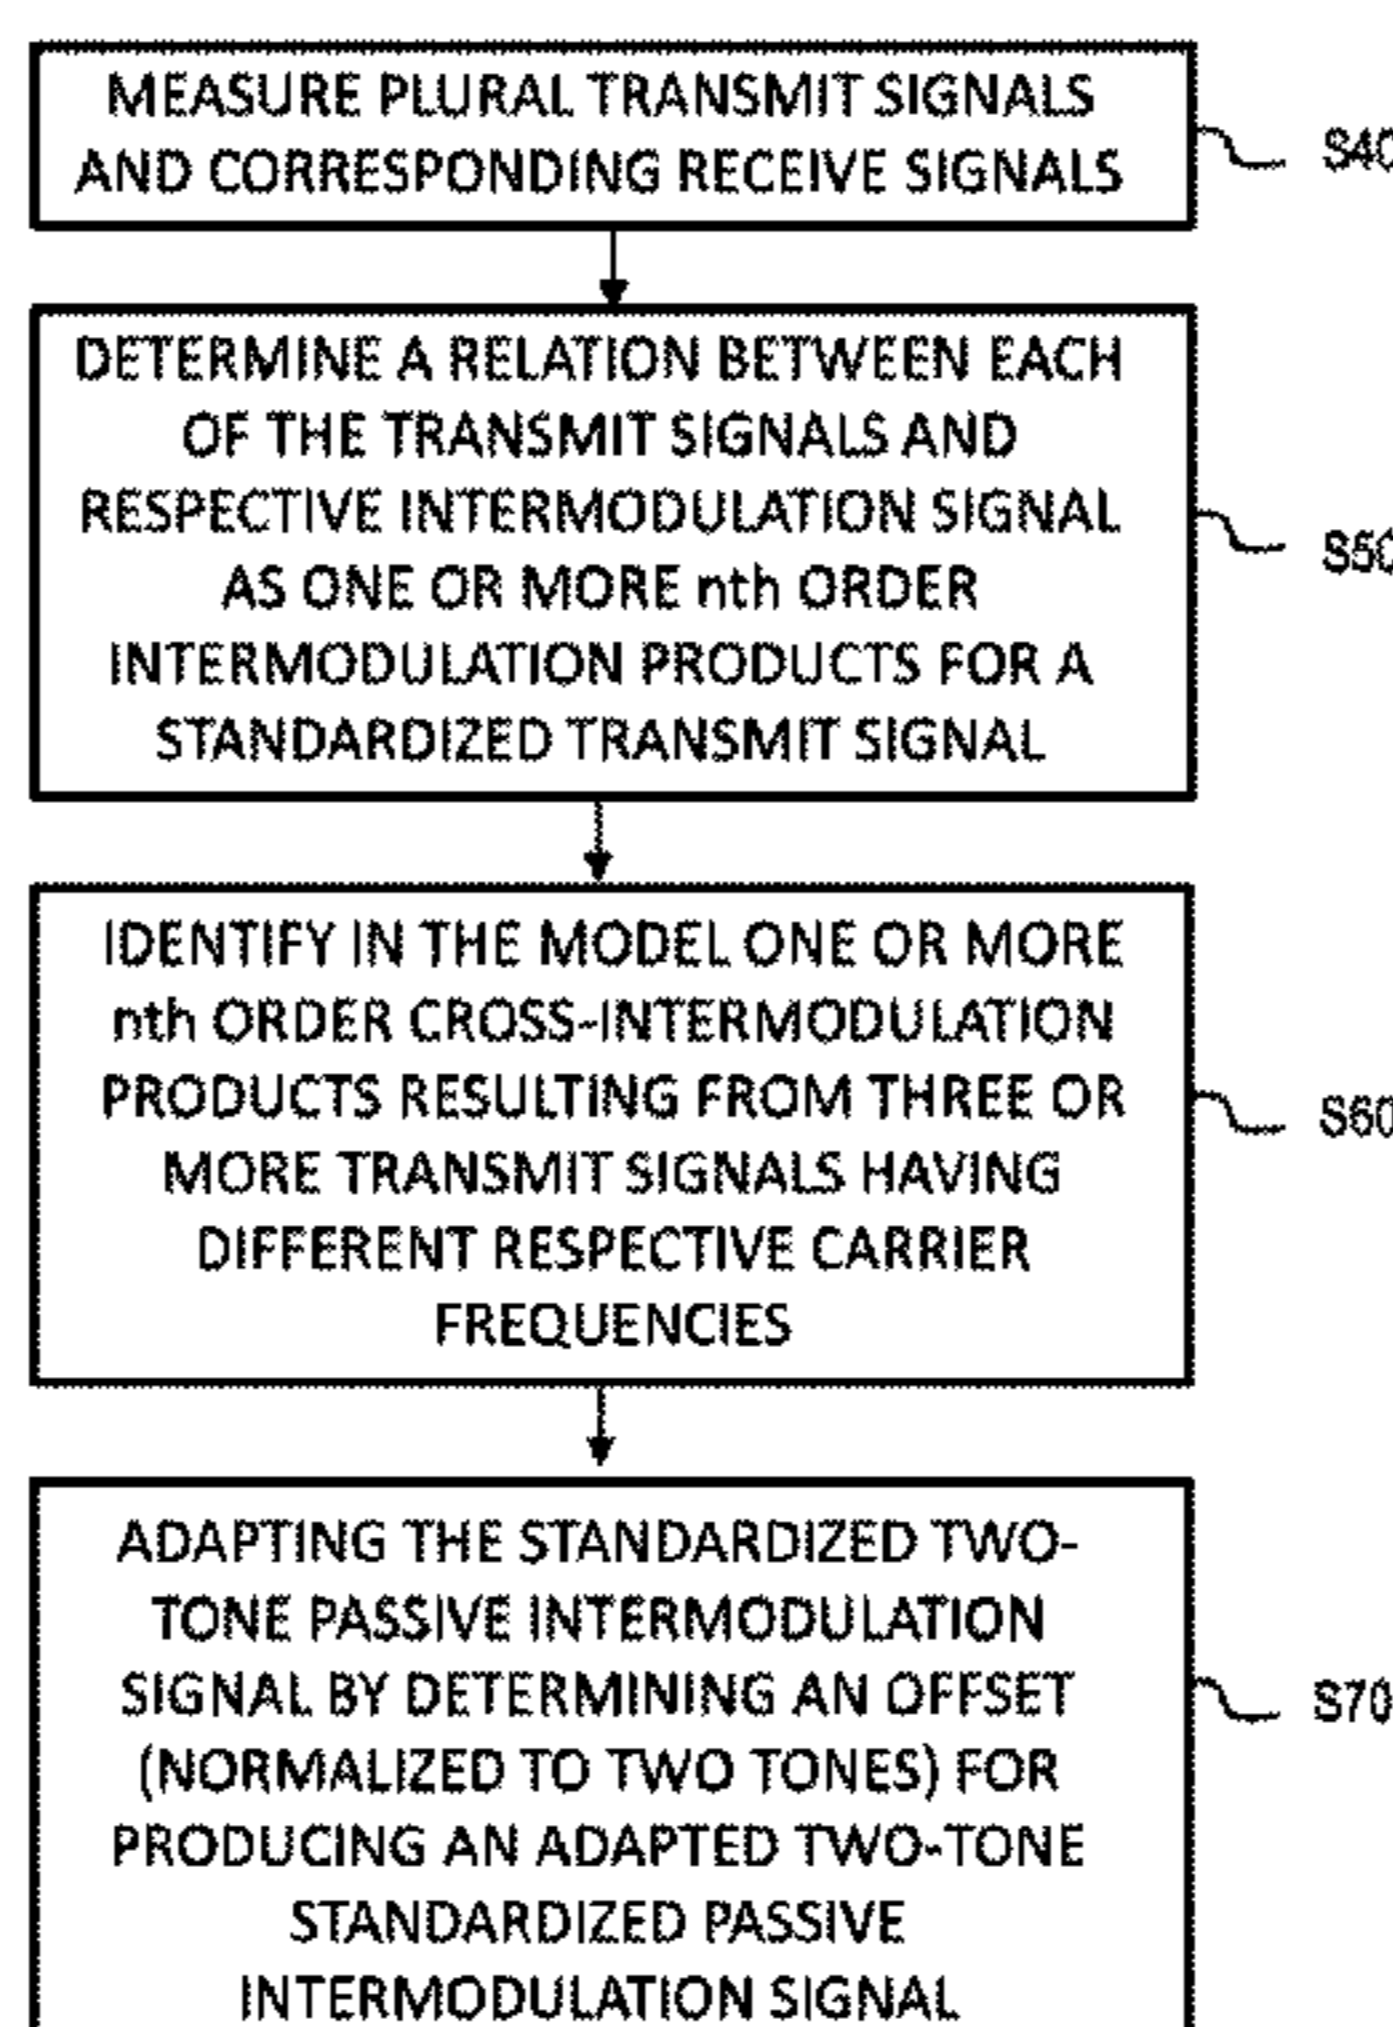 MEASURE PLURAL TRANSMIT SIGNALS
AND CORRESPONDING RECEIVE SIGNALS
S40
DETERMINE A RELATION BETWEEN EACH
OF THE TRANSMIT SIGNALS AND
RESPECTIVE INTERMODULATION SIGNAL
AS ONE OR MORE nth ORDER
INTERMODULATION PRODUCTS FOR A
STANDARDIZED TRANSMIT SIGNAL
S50
IDENTIFY IN THE MODEL ONE OR MORE
nth ORDER CROSS-INTERMODULATION
PRODUCTS RESULTING FROM THREE OR
MORE TRANSMIT SIGNALS HAVING
DIFFERENT RESPECTIVE CARRIER
FREQUENCIES
S60
ADAPTING THE STANDARDIZED TWO-
TONE PASSIVE INTERMODULATION
SIGNAL BY DETERMINING AN OFFSET
(NORMALIZED TO TWO TONES) FOR
PRODUCING AN ADAPTED TWO-TONE
STANDARDIZED PASSIVE
INTERMODULATION SIGNAL
S70